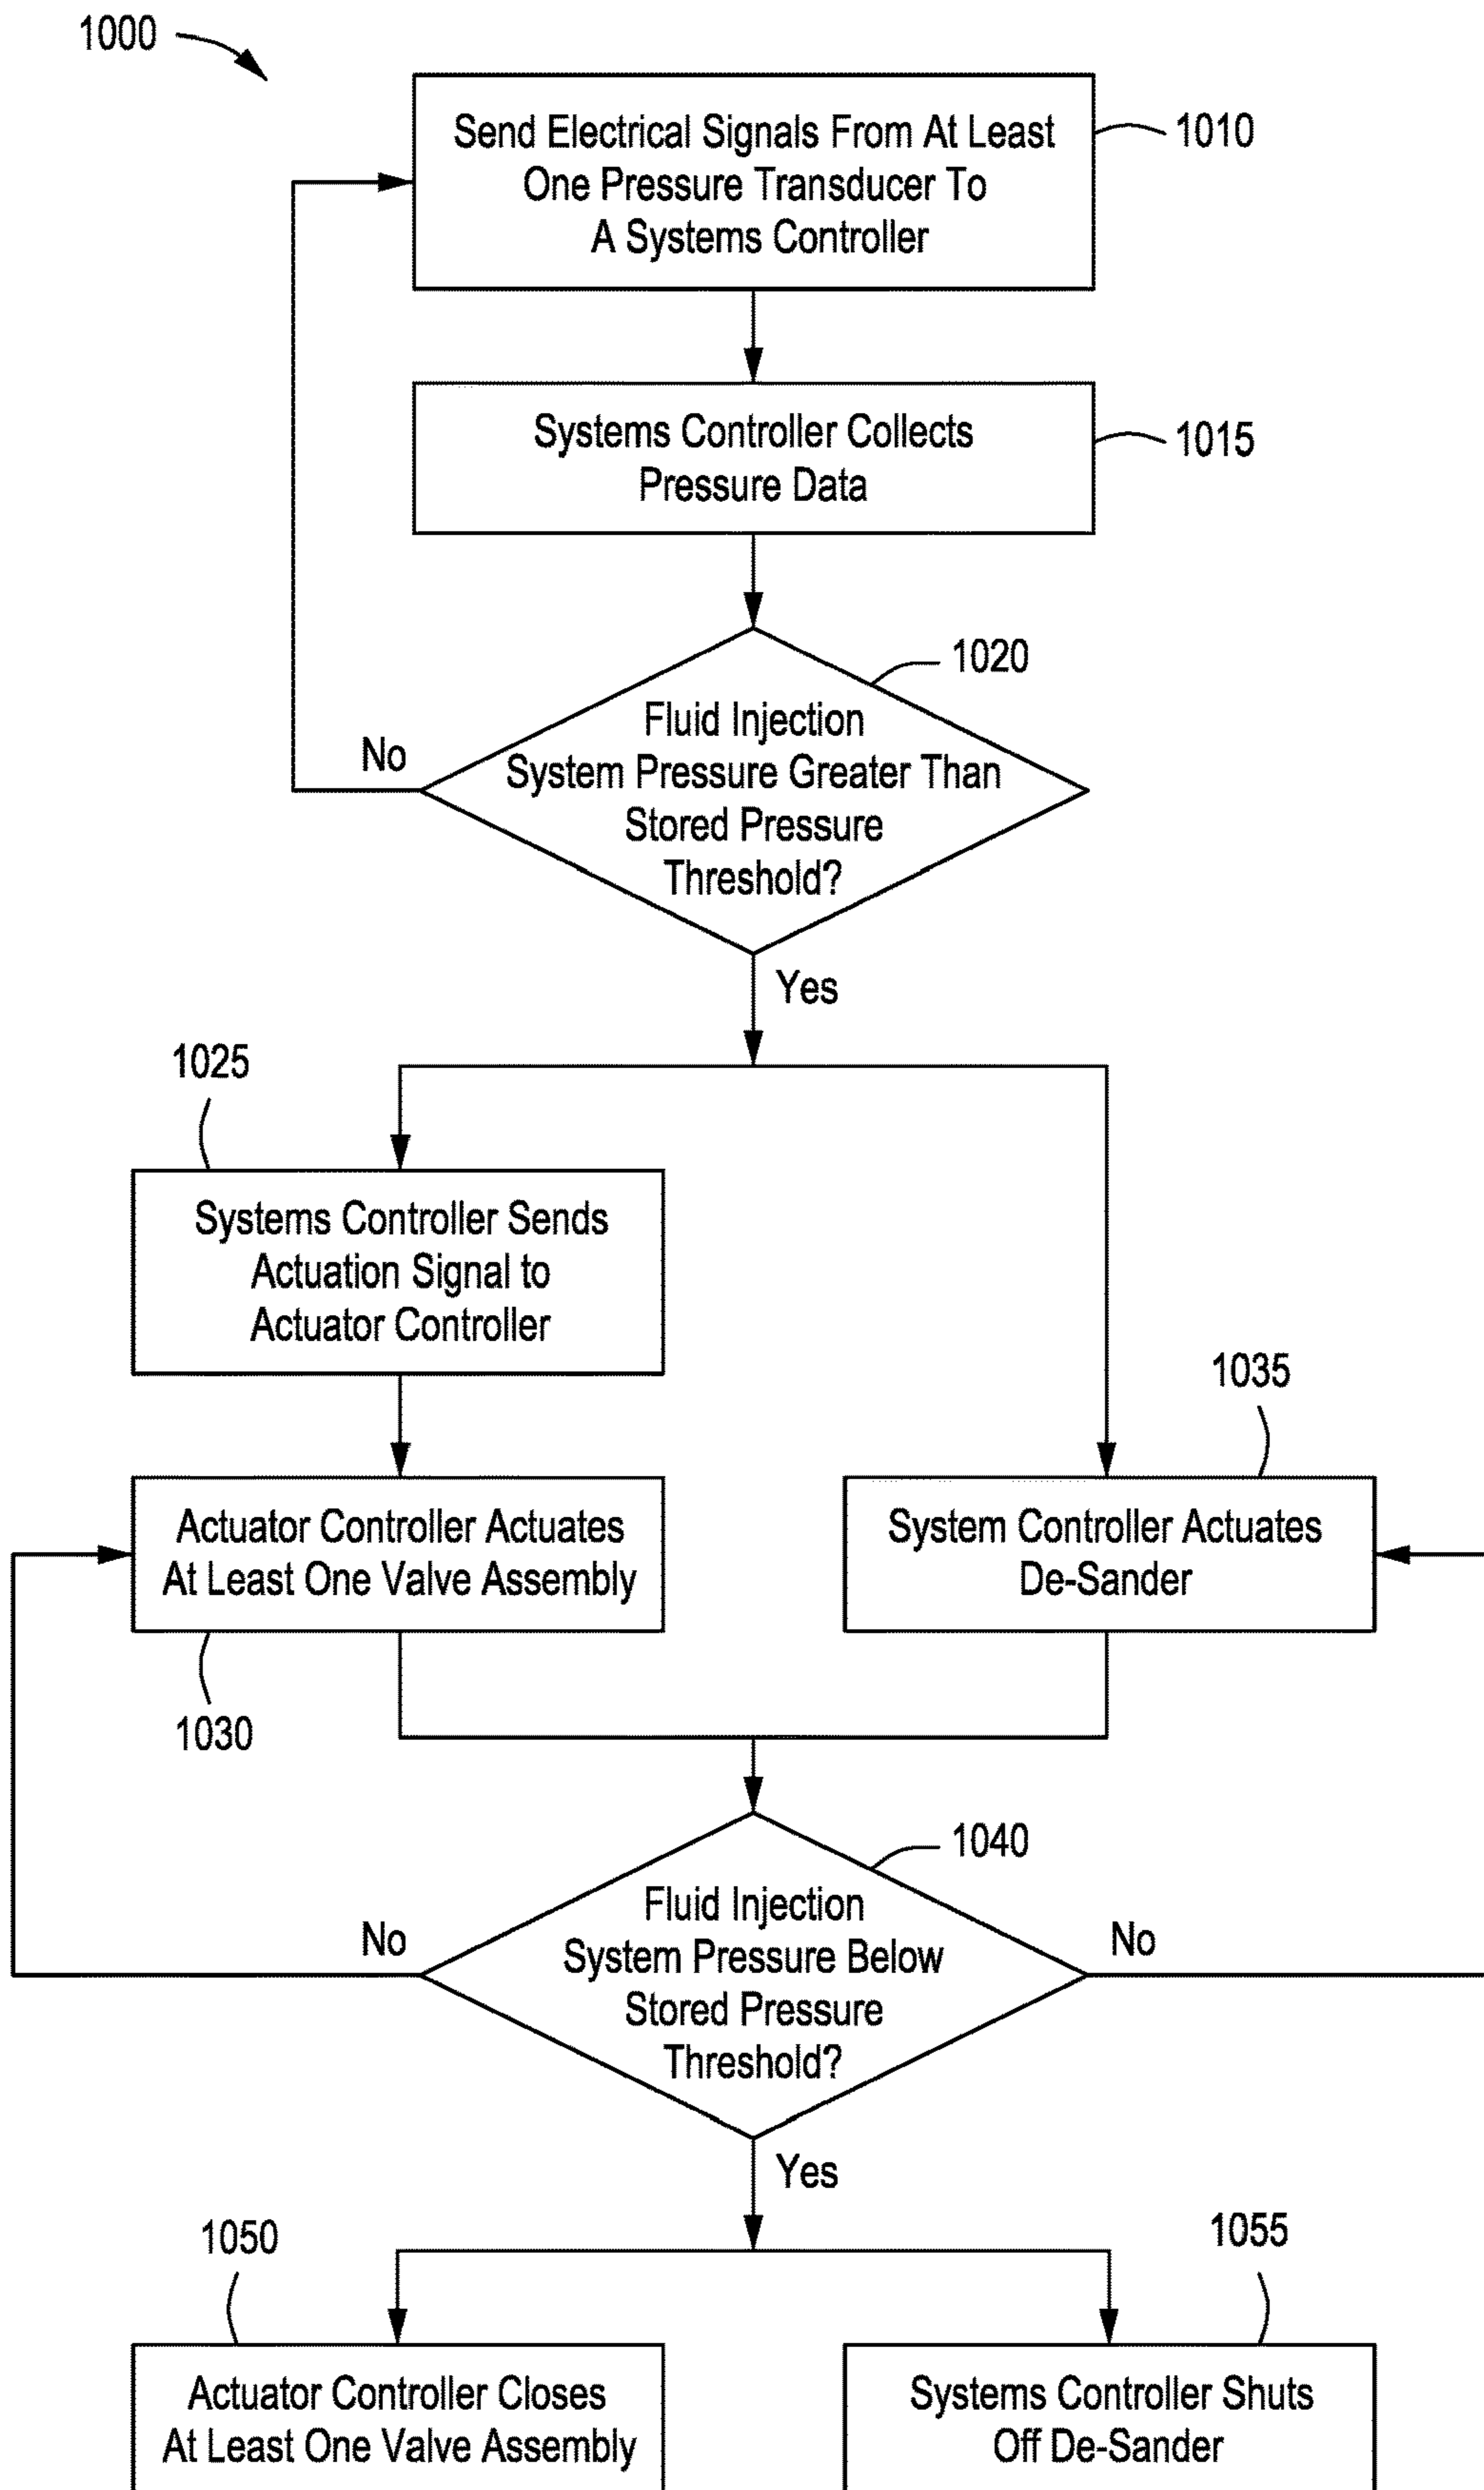 1000
Send Electrical Signals From At Least
One Pressure Transducer To
A Systems Controller
1010
Systems Controller Collects
Pressure Data
1015
1020
Fluid Injection
System Pressure Greater Than
Stored Pressure
Threshold?
No
Yes
1025
Systems Controller Sends
Actuation Signal to
Actuator Controller
1035
Actuator Controller Actuates
At Least One Valve Assembly
System Controller Actuates
De-Sander
1030
1040
Fluid Injection
System Pressure Below
Stored Pressure
Threshold?
No
No
Yes
1050
1055
Actuator Controller Closes
At Least One Valve Assembly
Systems Controller Shuts
Off De-Sander